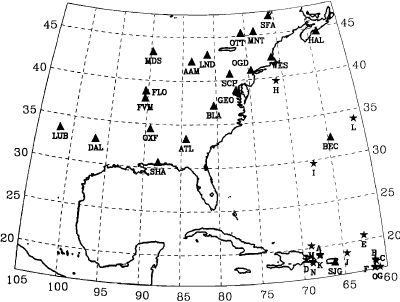 45
SFA
45
OTT MNT
HAL
40
MDS
LND
OGD
WES
40
AAM
SCP
H
FLO
GEO
35
FVM
BLA
L
35
LUB
DAL
OXF
ATL
BEC
30
SHA
I
30
25
25
E
20
A
B
20
J
C
D
N
SJG
F
O G
105
100
95
90
85
80
75
70
65
60